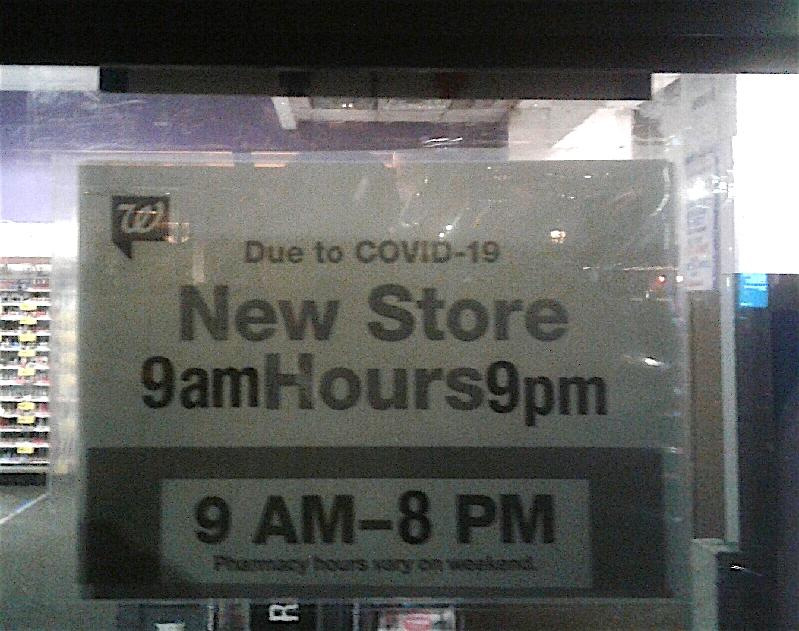 W
Due to COVID-19
New Store
9amHours9pm
9 AM–8 PM
Pharmacy hours vary on weekend.
R